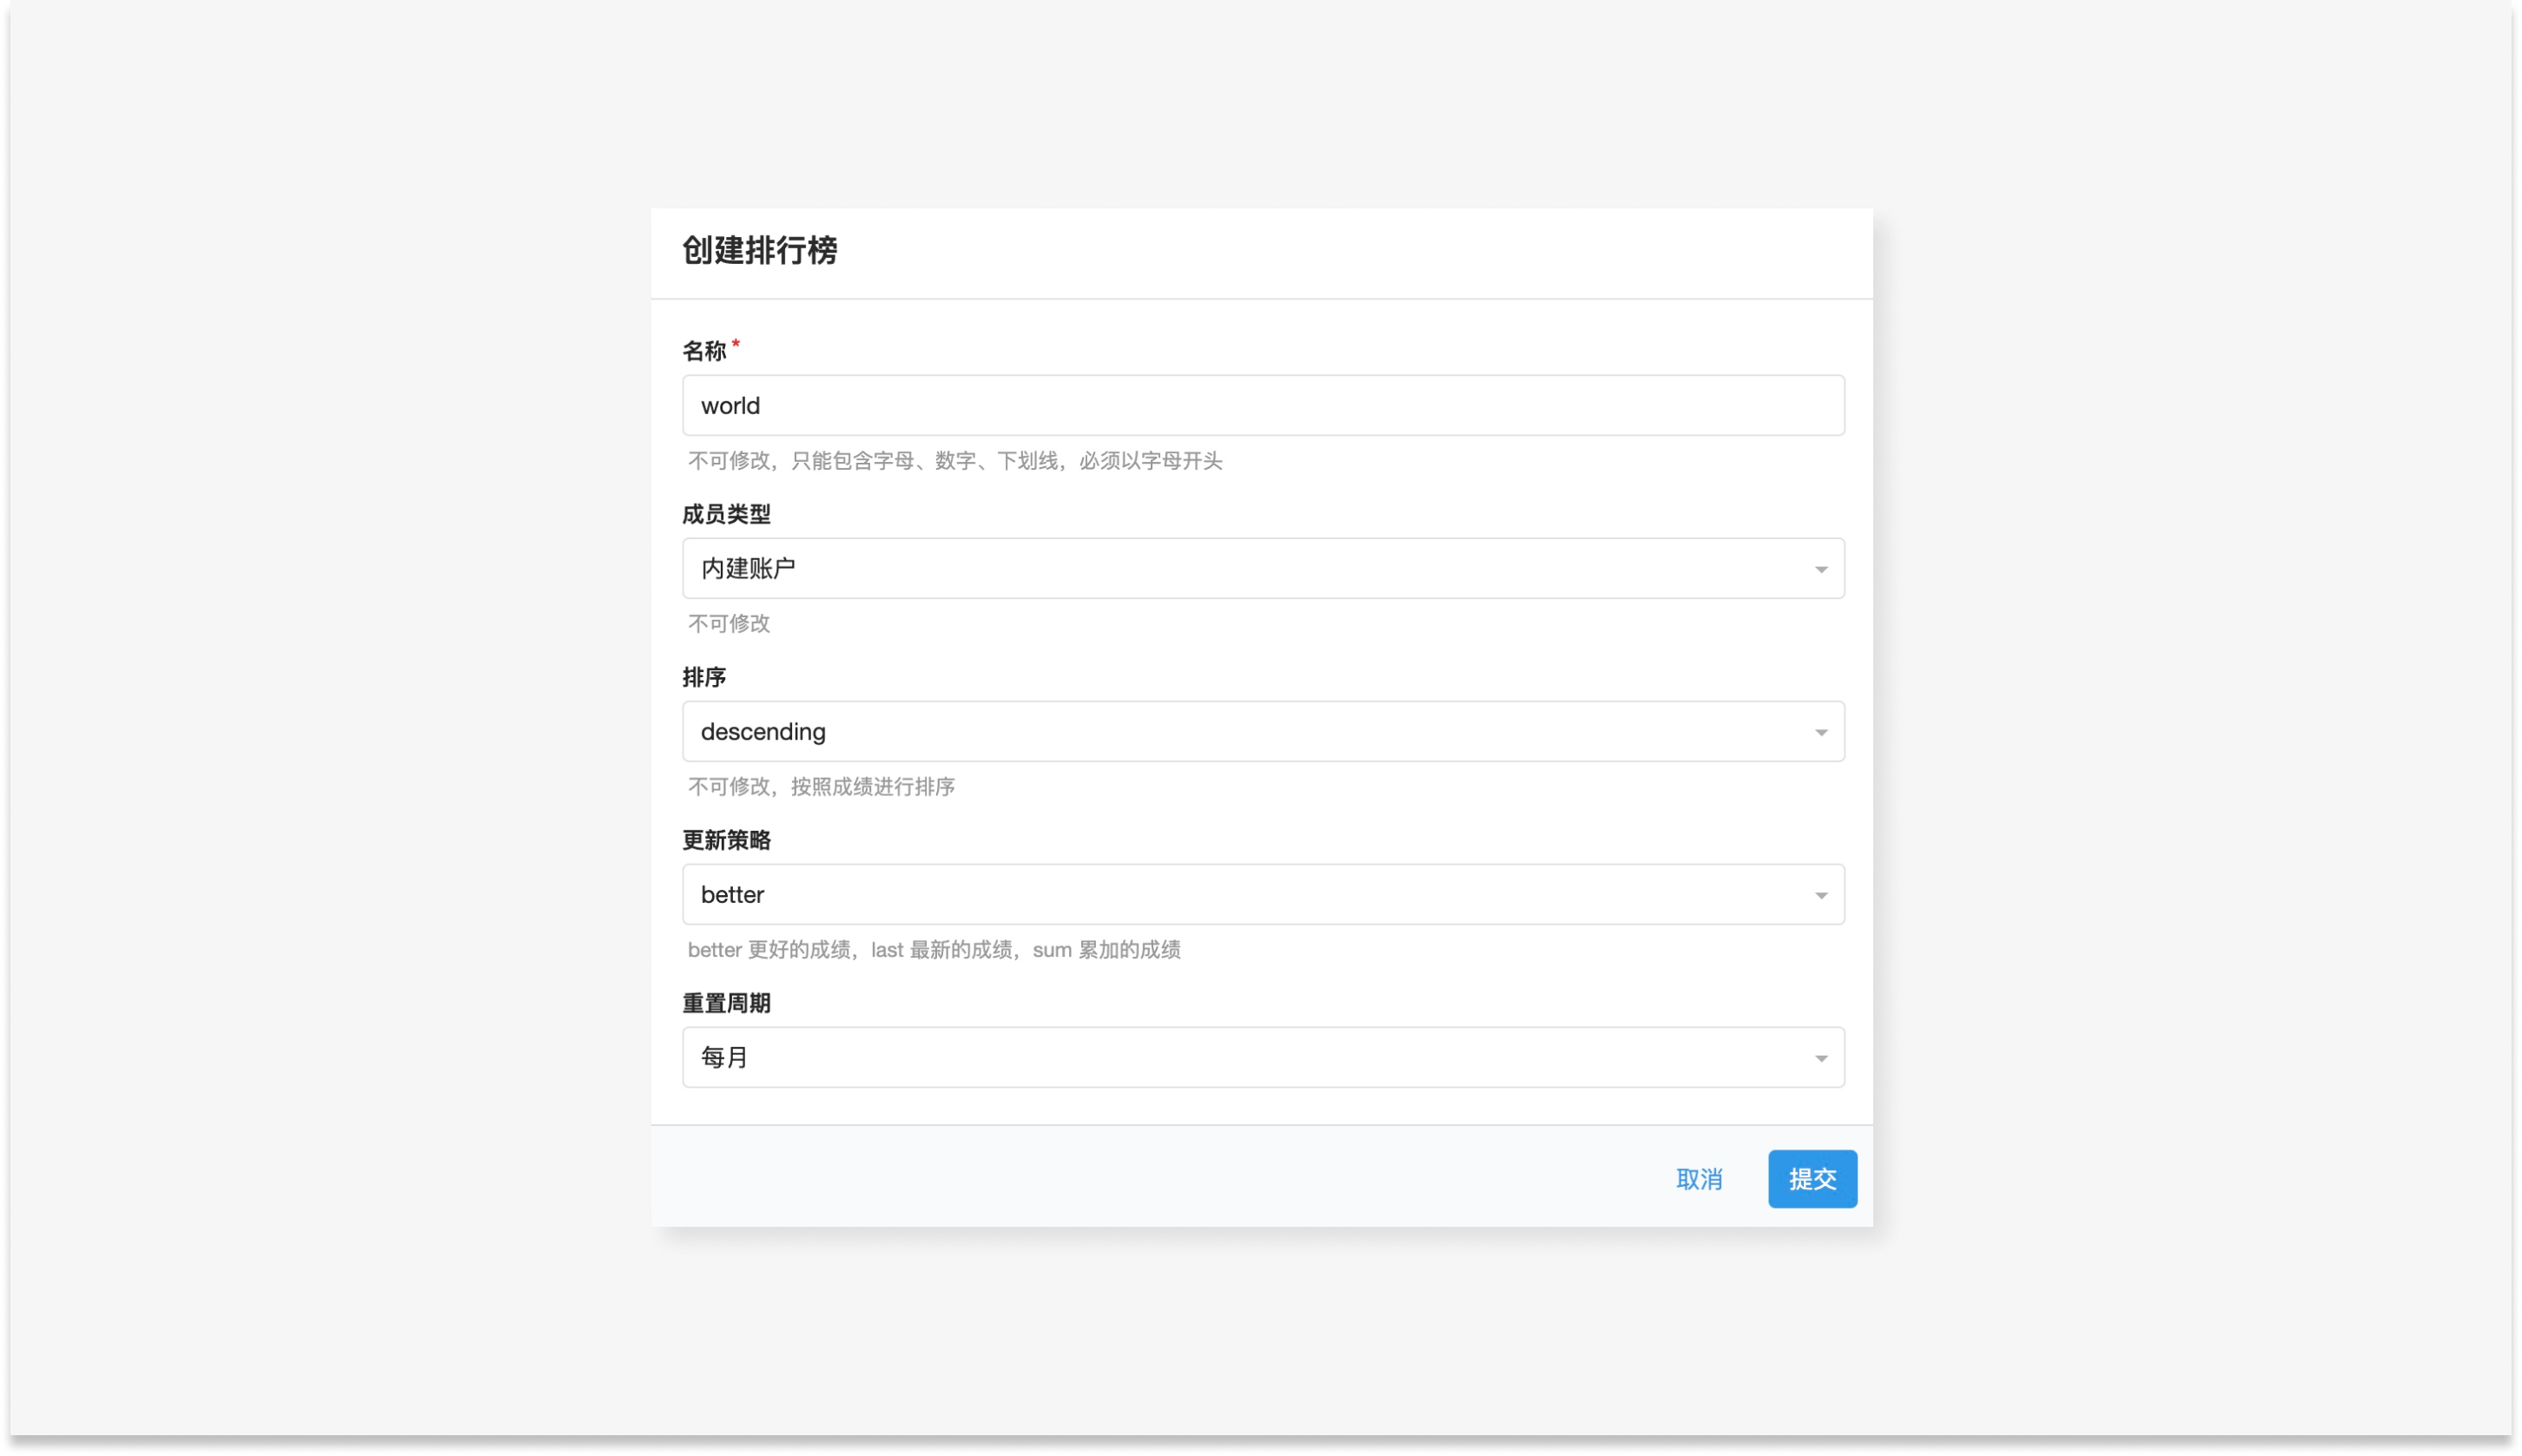 创建排行榜
名称*
world
不可修改，只能包含字母、数字、下划线，必须以字母开头
成员类型
内建账户
不可修改
排序
descending
不可修改，按照成绩进行排序
更新策略
better
better 更好的成绩，last 最新的成绩，sum 累加的成绩
重置周期
每月
取消 提交